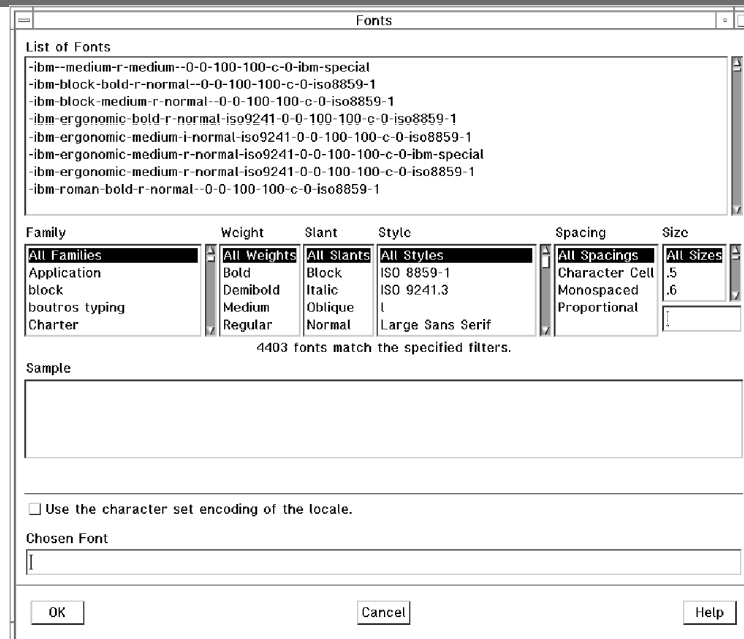 Fonts
List of Fonts
-ibm--medium-r-medium--0-0-100-100-c-0-ibm-special
-ibm-block-bold-r-normal--0-0-100-100-c-0-iso8859-1
-ibm-block-medium-r-normal--0-0-100-100-c-0-iso8859-1
-ibm-ergonomic-bold-r-normal-iso9241-0-0-100-100-c-0-iso8859-1
-ibm-ergonomic-medium-i-normal-iso9241-0-0-100-100-c-0-iso8859-1
-ibm-ergonomic-medium-r-normal-iso9241-0-0-100-100-c-0-ibm-special
-ibm-ergonomic-medium-r-normal-iso9241-0-0-100-100-c-0-iso8859-1
-ibm-roman-bold-r-normal--0-0-100-100-c-0-iso8859-1
Family Weight Slant Style Spacing Size
All Families All Weights All Slants All Styles All Spacings All Sizes
Application Bold Block ISO 8859-1 Character Cell .5
block Demibold Italic ISO 9241.3 Monospaced .6
boutros typing Medium Oblique l Proportional
Charter Regular Normal Large Sans Serif
4403 fonts match the specified filters.
Sample
Use the character set encoding of the locale.
Chosen Font
OK Cancel Help